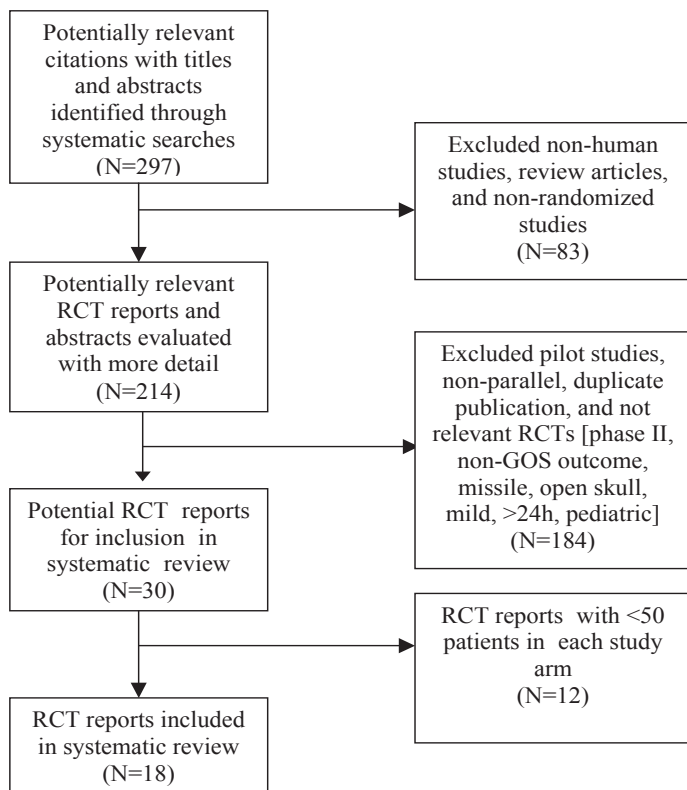 Potentially relevant
citations with titles
and abstracts
identified through
systematic searches
(N=297)
Excluded non-human
studies, review articles,
and non-randomized
studies
(N=83)
Potentially relevant
RCT reports and
abstracts evaluated
with more detail
(N=214)
Excluded pilot studies,
non-parallel, duplicate
publication, and not
relevant RCTs [phase II,
non-GOS outcome,
missile, open skull,
mild, >24h, pediatric]
(N=184)
Potential RCT reports
for inclusion in
systematic review
(N=30)
RCT reports with <50
patients in each study
arm
(N=12)
RCT reports included
in systematic review
(N=18)